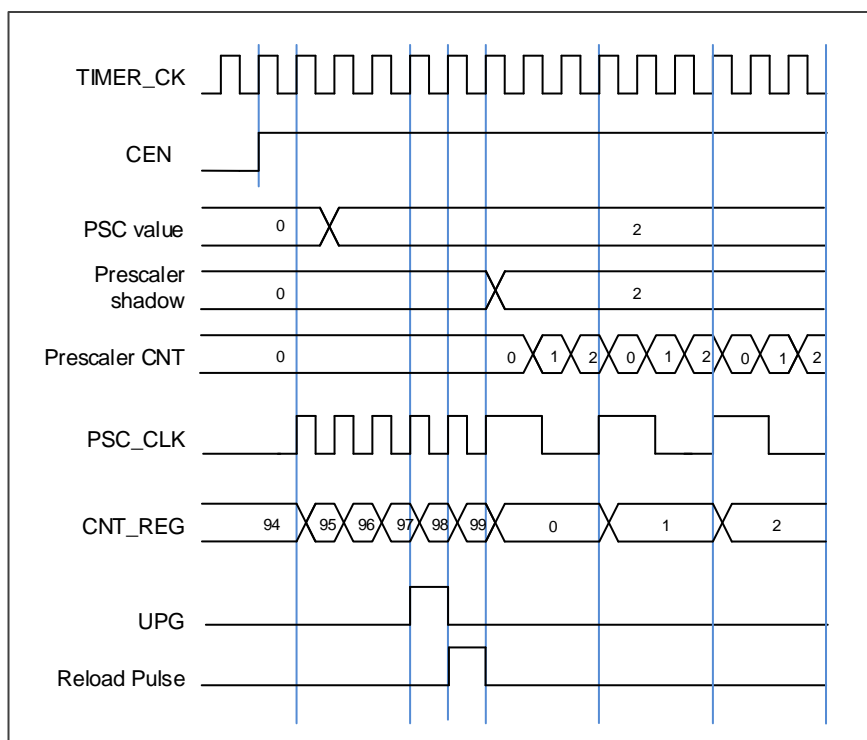 TIMER_CK
CEN
PSC value 0 2
Prescaler
shadow 0 2
Prescaler CNT 0 0 1 2 0 1 2 0 1 2
PSC_CLK
CNT_REG 94 95 96 97 98 99 0 1 2
UPG
Reload Pulse